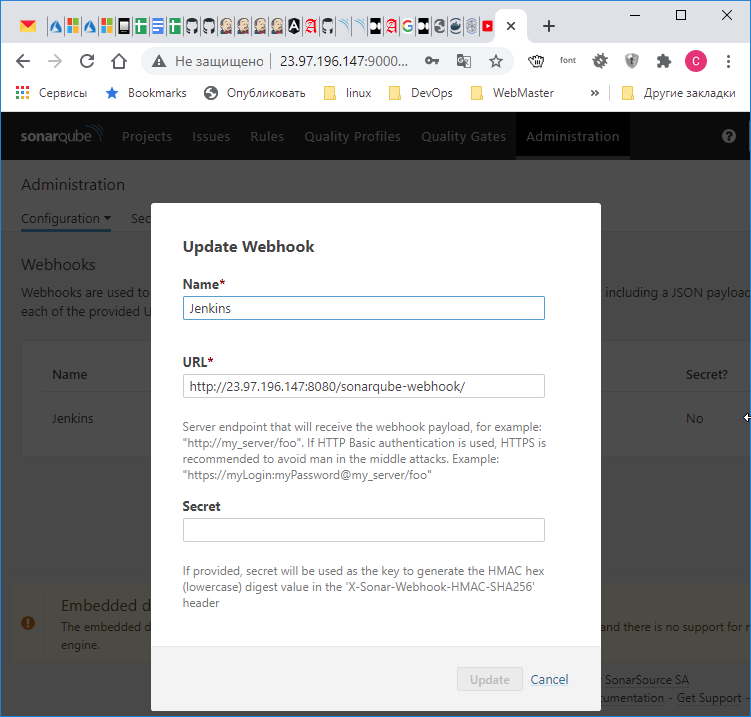 Не защищено
23.97.196.147:9000...
font
C
Сервисы
Bookmarks
Опубликовать
linux
DevOps
WebMaster
»
Другие закладки
sonarqube
Projects
Issues
Rules
Quality Profiles
Quality Gates
Administration
?
Administration
Configuration
Sec
Webhooks
Webhooks are used to
including a JSON payload
each of the provided U
Name
Secret?
Jenkins
No
Update Webhook
Name*
Jenkins
URL*
http://23.97.196.147:8080/sonarqube-webhook/
Server endpoint that will receive the webhook payload, for example:
"http://my_server/foo". If HTTP Basic authentication is used, HTTPS is
recommended to avoid man in the middle attacks. Example:
"https://myLogin:myPassword@my_server/foo"
Secret
If provided, secret will be used as the key to generate the HMAC hex
(lowercase) digest value in the 'X-Sonar-Webhook-HMAC-SHA256'
header
Embedded d
The embedded d
and there is no support for
engine.
Update
Cancel
SonarSource SA
umentation - Get Support -